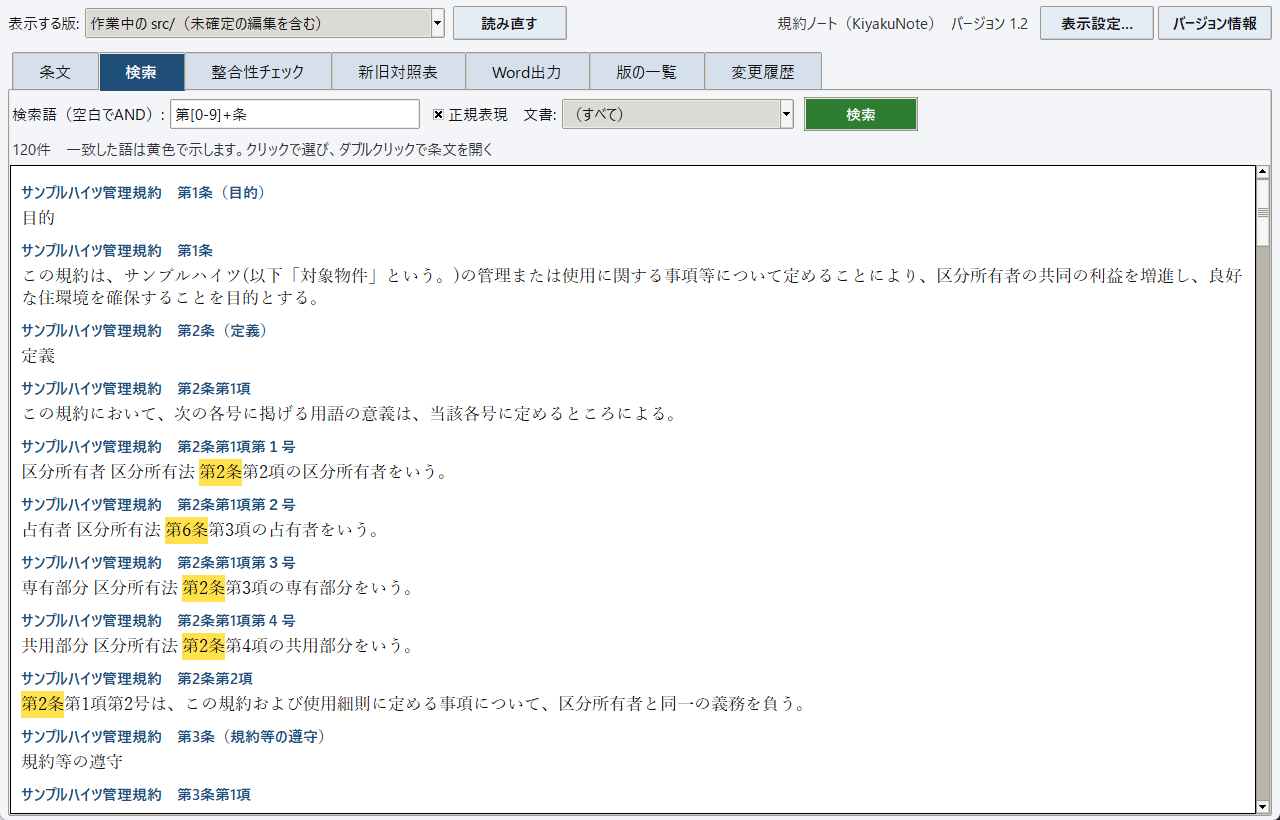 表示する版: 作業中の src/（未確定の編集を含む） 読み直す 規約ノート（KiyakuNote） バージョン 1.2 表示設定... バージョン情報
条文 検索 整合性チェック 新旧対照表 Word出力 版の一覧 変更履歴
検索語（空白でAND）: 第[0-9]+条 正規表現 文書: （すべて） 検索
120件 一致した語は黄色で示します。クリックで選び、ダブルクリックで条文を開く
サンプルハイツ管理規約 第1条（目的）
目的
サンプルハイツ管理規約 第1条
この規約は、サンプルハイツ(以下「対象物件」という。)の管理または使用に関する事項等について定めることにより、区分所有者の共同の利益を増進し、良好
な住環境を確保することを目的とする。
サンプルハイツ管理規約 第2条（定義）
定義
サンプルハイツ管理規約 第2条第1項
この規約において、次の各号に掲げる用語の意義は、当該各号に定めるところによる。
サンプルハイツ管理規約 第2条第1項第１号
区分所有者 区分所有法 第2条第2項の区分所有者をいう。
サンプルハイツ管理規約 第2条第1項第２号
占有者 区分所有法 第6条第3項の占有者をいう。
サンプルハイツ管理規約 第2条第1項第３号
専有部分 区分所有法 第2条第3項の専有部分をいう。
サンプルハイツ管理規約 第2条第1項第４号
共用部分 区分所有法 第2条第4項の共用部分をいう。
サンプルハイツ管理規約 第2条第2項
第2条第1項第2号は、この規約および使用細則に定める事項について、区分所有者と同一の義務を負う。
サンプルハイツ管理規約 第3条（規約等の遵守）
規約等の遵守
サンプルハイツ管理規約 第3条第1項